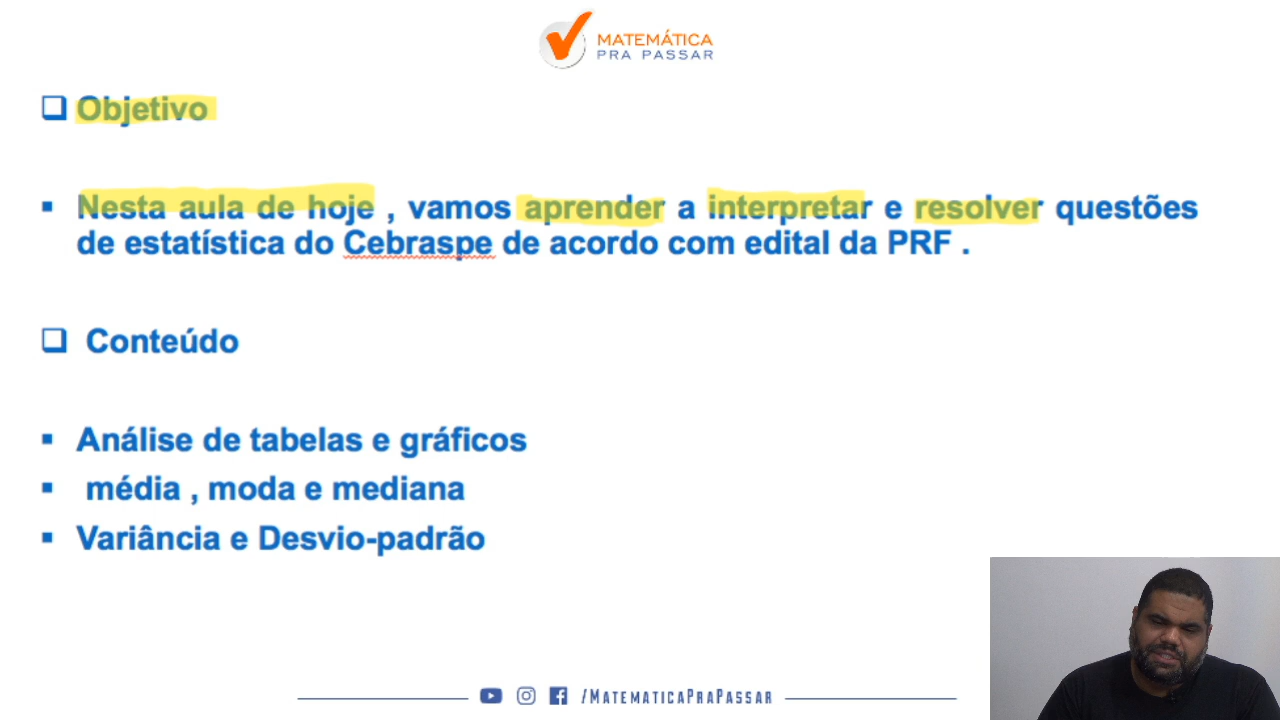 MATEMÁTICA
PRA PASSAR
Objetivo
Nesta aula de hoje , vamos aprender a interpretar e resolver questões
de estatística do Cebraspe de acordo com edital da PRF .
Conteúdo
Análise de tabelas e gráficos
média , moda e mediana
Variância e Desvio-padrão
/MATEMATICAPRAPASSAR